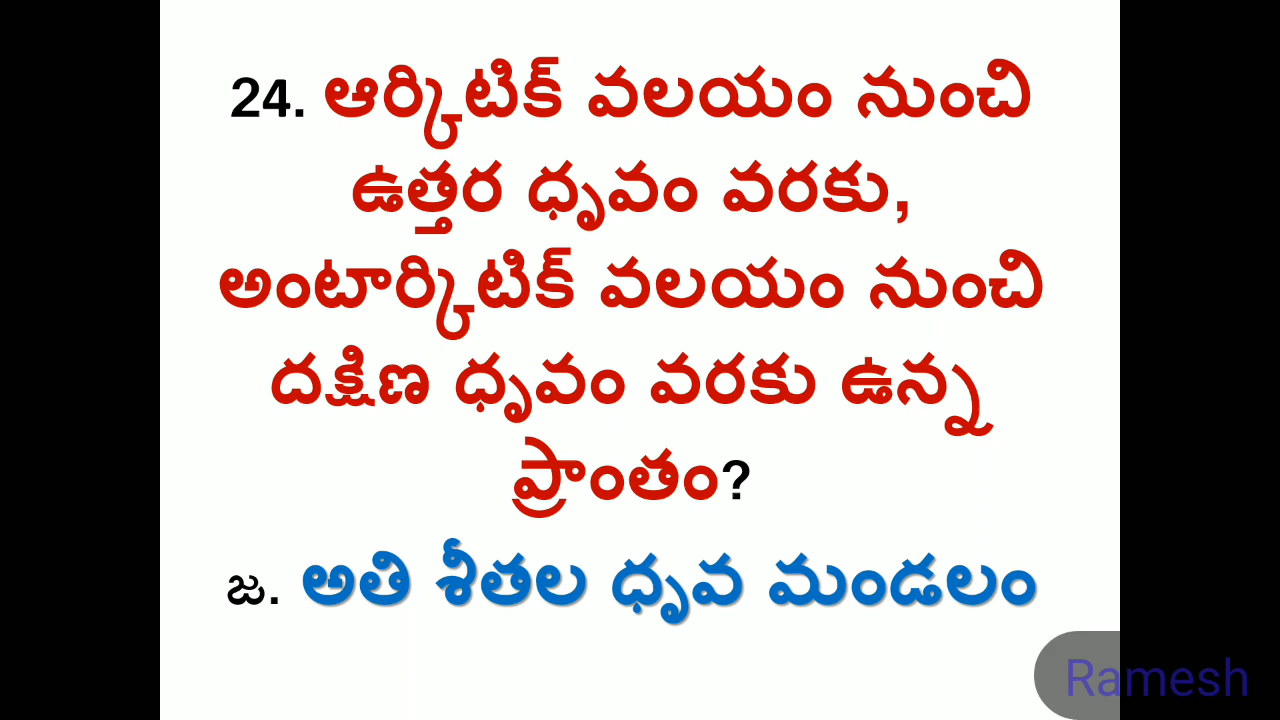 24. ఆర్కిటిక్ వలయం నుంచి
ఉత్తర ధృవం వరకు,
అంటార్కిటిక్ వలయం నుంచి
దక్షిణ ధృవం వరకు ఉన్న
ప్రాంతం?
జ. అతి శీతల ధృవ మండలం
Ramesh